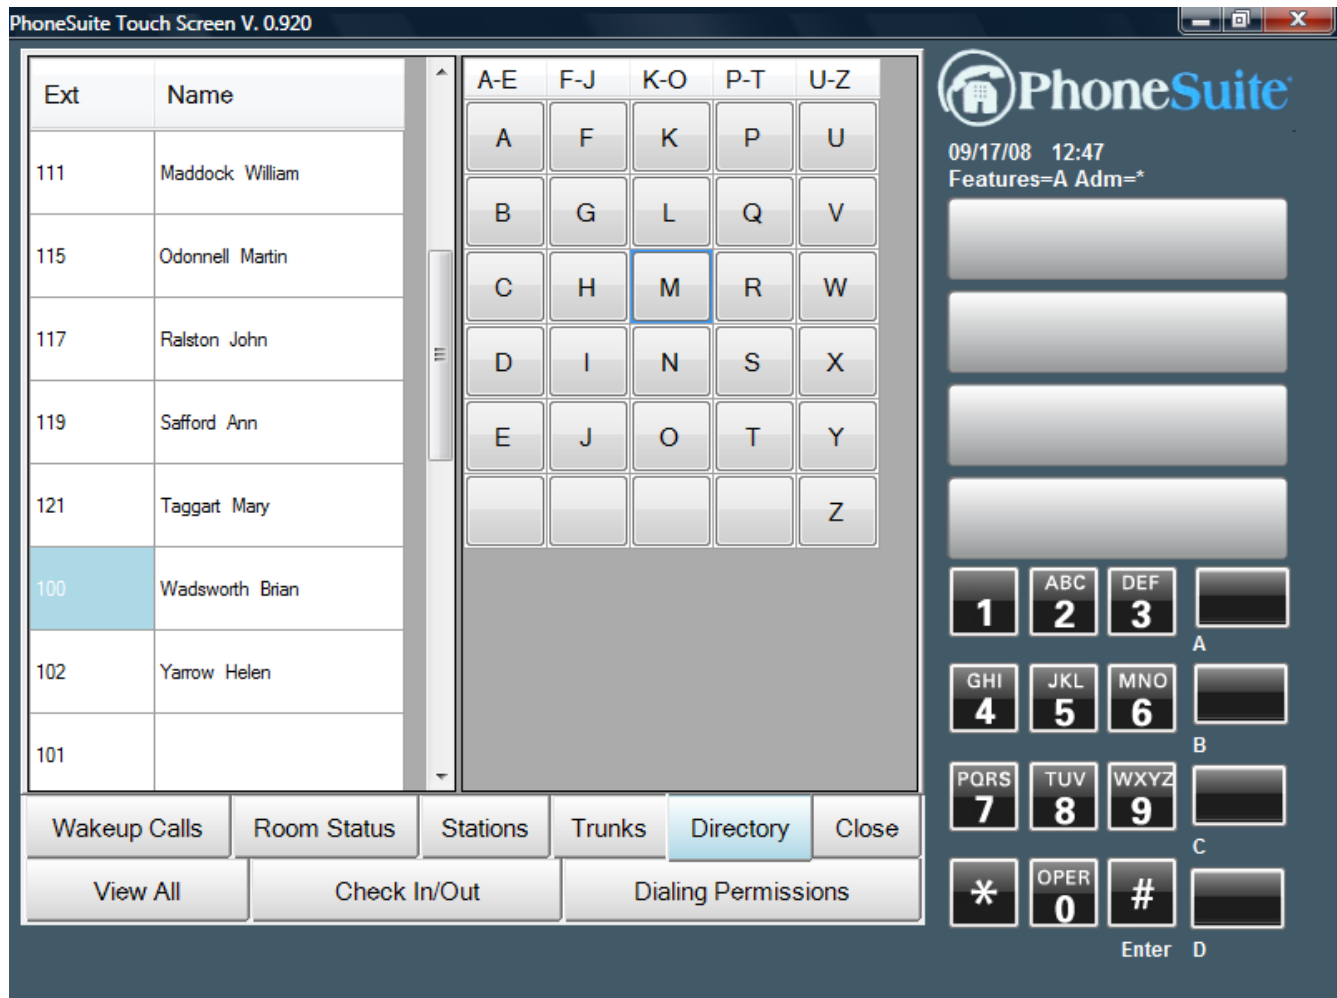 PhoneSuite Touch Screen V. 0.920
Ext Name
111 Maddock William
115 Odonnell Martin
117 Ralston John
119 Safford Ann
121 Taggart Mary
100 Wadsworth Brian
102 Yarrow Helen
101
A-E F-J K-O P-T U-Z
A F K P U
B G L Q V
C H M R W
D I N S X
E J O T Y
Z
Wakeup Calls Room Status Stations Trunks Directory Close
View All Check In/Out Dialing Permissions
PhoneSuite
09/17/08 12:47
Features=A Adm=*
1 ABC 2 DEF 3
A
GHI 4 JKL 5 MNO 6
B
PQRS 7 TUV 8 WXYZ 9
C
* OPER 0 #
Enter D